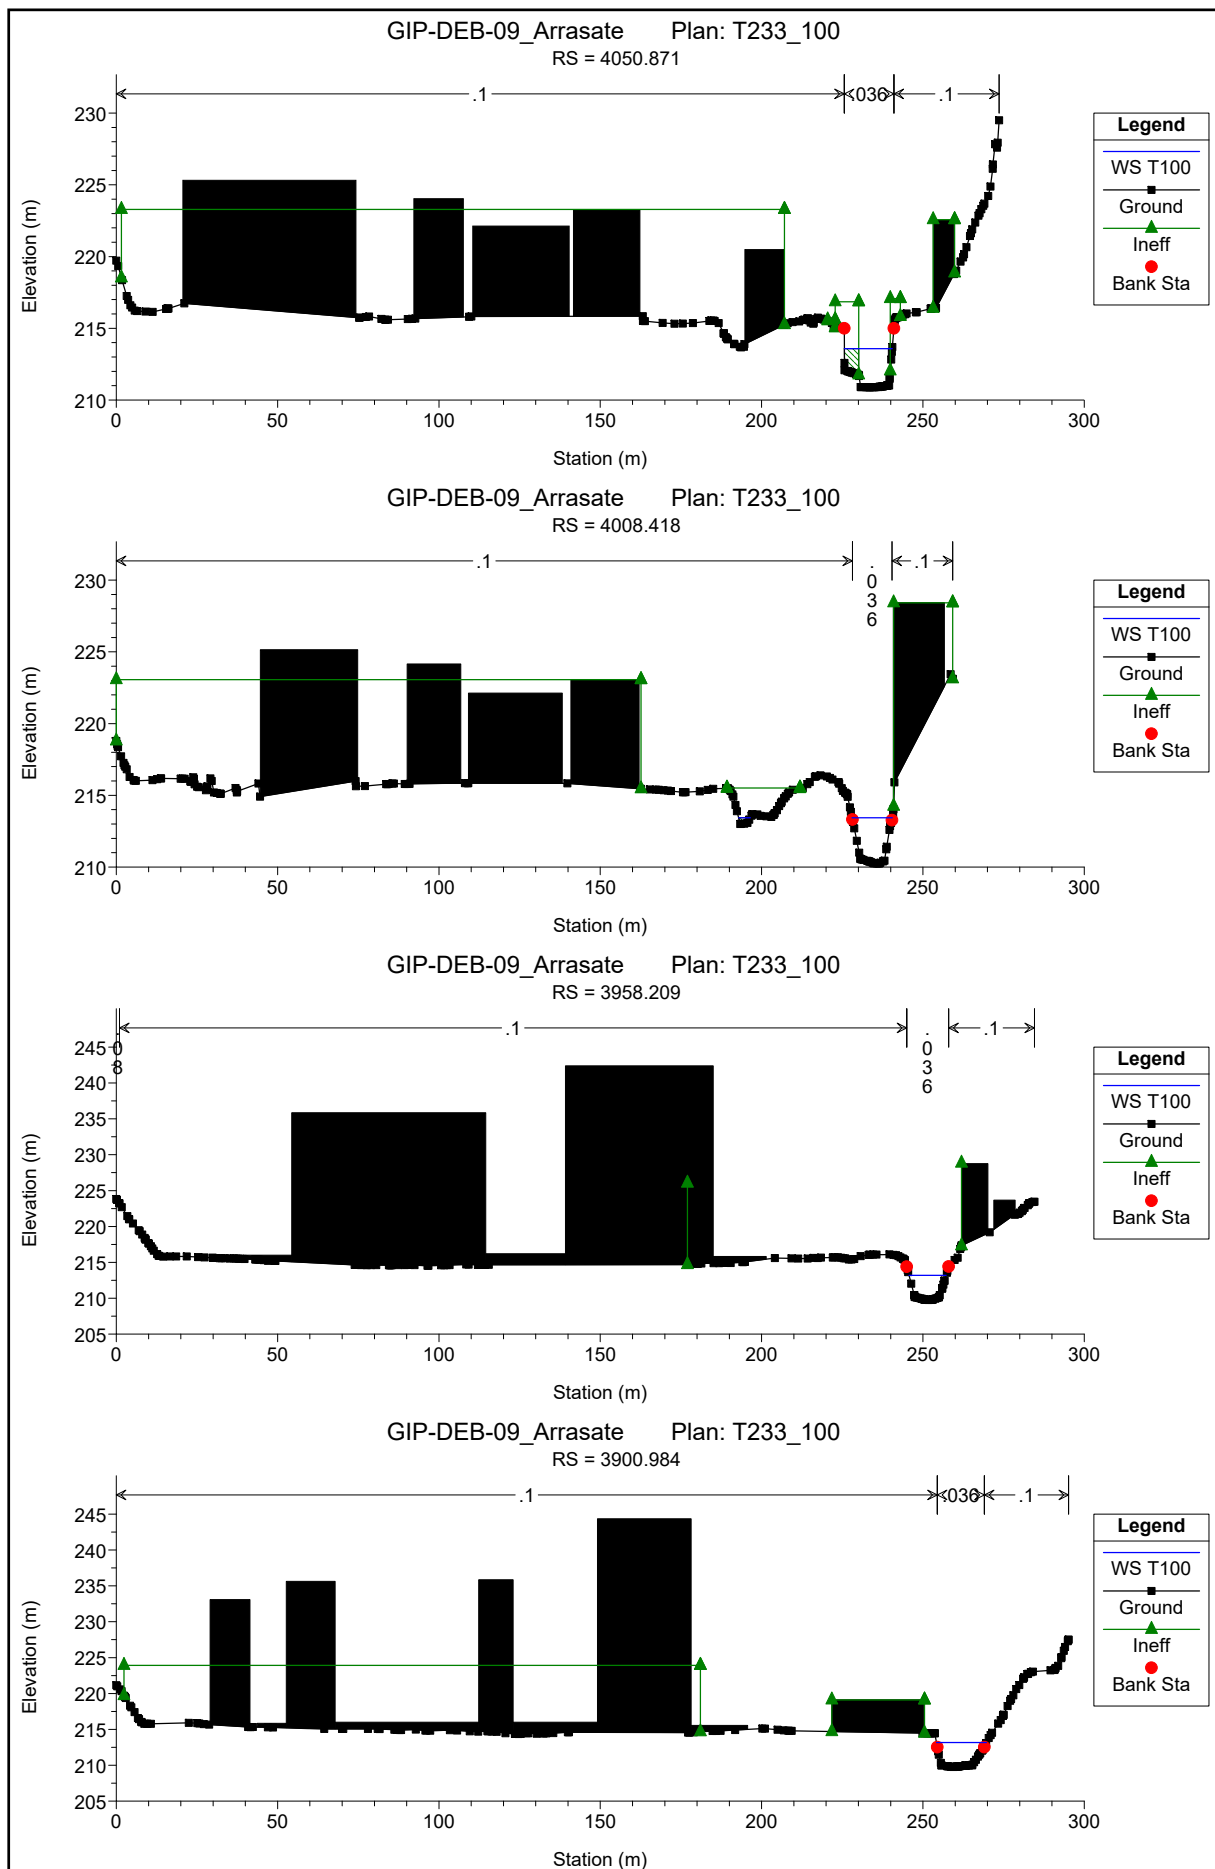 GIP-DEB-09_Arrasate Plan: T233_100
RS = 4050.871
.1
.036
.1
230
225
220
215
210
Elevation (m)
0 50 100 150 200 250 300
Station (m)
Legend
WS T100
Ground
Ineff
Bank Sta
GIP-DEB-09_Arrasate Plan: T233_100
RS = 4008.418
.1
.036
.1
230
225
220
215
210
Elevation (m)
0 50 100 150 200 250 300
Station (m)
Legend
WS T100
Ground
Ineff
Bank Sta
GIP-DEB-09_Arrasate Plan: T233_100
RS = 3958.209
.08
.1
.036
.1
245
240
235
230
225
220
215
210
205
Elevation (m)
0 50 100 150 200 250 300
Station (m)
Legend
WS T100
Ground
Ineff
Bank Sta
GIP-DEB-09_Arrasate Plan: T233_100
RS = 3900.984
.1
.036
.1
245
240
235
230
225
220
215
210
205
Elevation (m)
0 50 100 150 200 250 300
Station (m)
Legend
WS T100
Ground
Ineff
Bank Sta